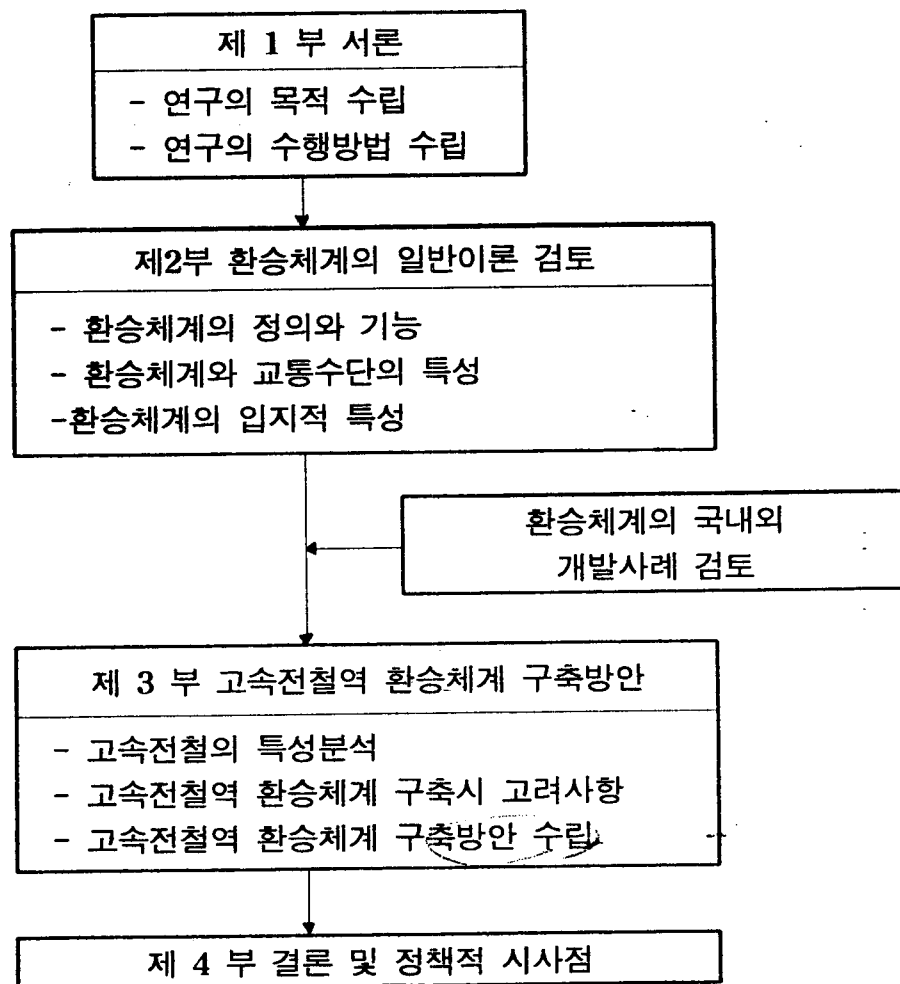 제 1 부 서론
- 연구의 목적 수립
- 연구의 수행방법 수립
제2부 환승체계의 일반이론 검토
- 환승체계의 정의와 기능
- 환승체계와 교통수단의 특성
-환승체계의 입지적 특성
환승체계의 국내외
개발사례 검토
제 3 부 고속전철역 환승체계 구축방안
- 고속전철의 특성분석
- 고속전철역 환승체계 구축시 고려사항
- 고속전철역 환승체계 구축방안 수립
제 4 부 결론 및 정책적 시사점